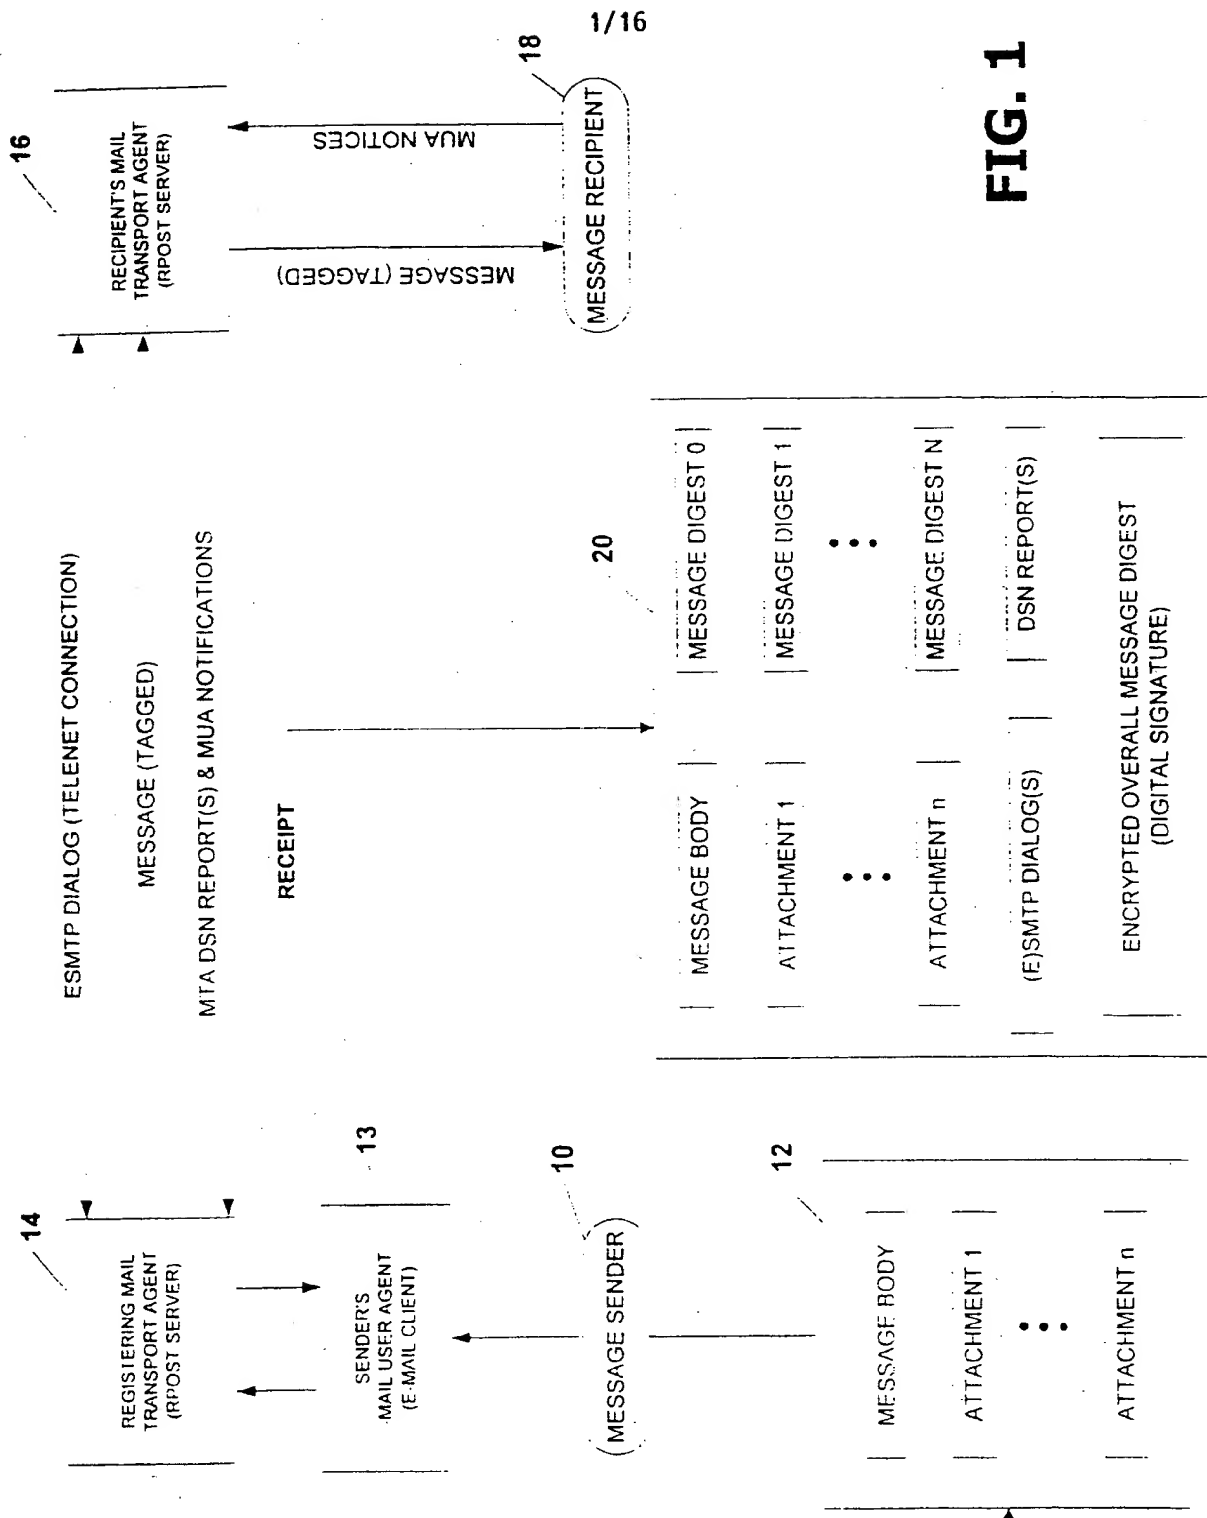 1/16
14
REGISTERING MAIL
TRANSPORT AGENT
(RPOST SERVER)
ESMTP DIALOG (TELENET CONNECTION)
MESSAGE (TAGGED)
MTA DSN REPORT(S) & MUA NOTIFICATIONS
RECEIPT
16
RECIPIENT'S MAIL
TRANSPORT AGENT
(RPOST SERVER)
13
SENDER'S
MAIL USER AGENT
(E-MAIL CLIENT)
MESSAGE (TAGGED)
MUA NOTICES
10
MESSAGE SENDER
18
MESSAGE RECIPIENT
12
MESSAGE BODY
ATTACHMENT 1
ATTACHMENT n
20
MESSAGE BODY
MESSAGE DIGEST 0
ATTACHMENT 1
MESSAGE DIGEST 1
ATTACHMENT n
MESSAGE DIGEST N
(E)SMTP DIALOG(S)
DSN REPORT(S)
ENCRYPTED OVERALL MESSAGE DIGEST
(DIGITAL SIGNATURE)
FIG. 1